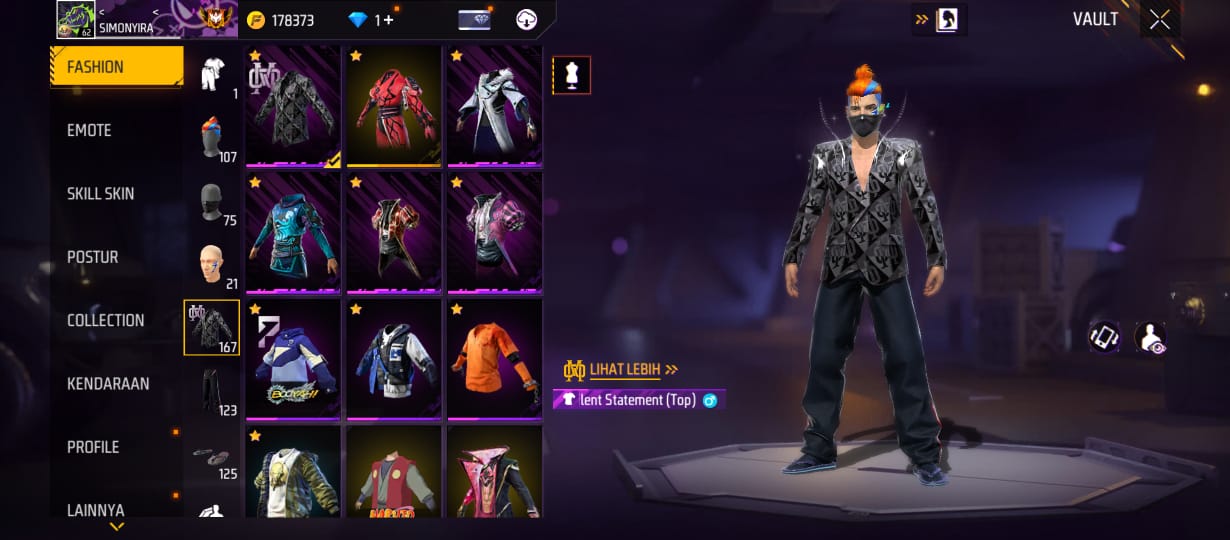 SIMONYIRA
62
178373
1+
VAULT
FASHION
EMOTE
SKILL SKIN
POSTUR
COLLECTION
KENDARAAN
PROFILE
LAINNYA
1
107
75
21
167
123
125
BOOYAH!
LIHAT LEBIH >>
lent Statement (Top)